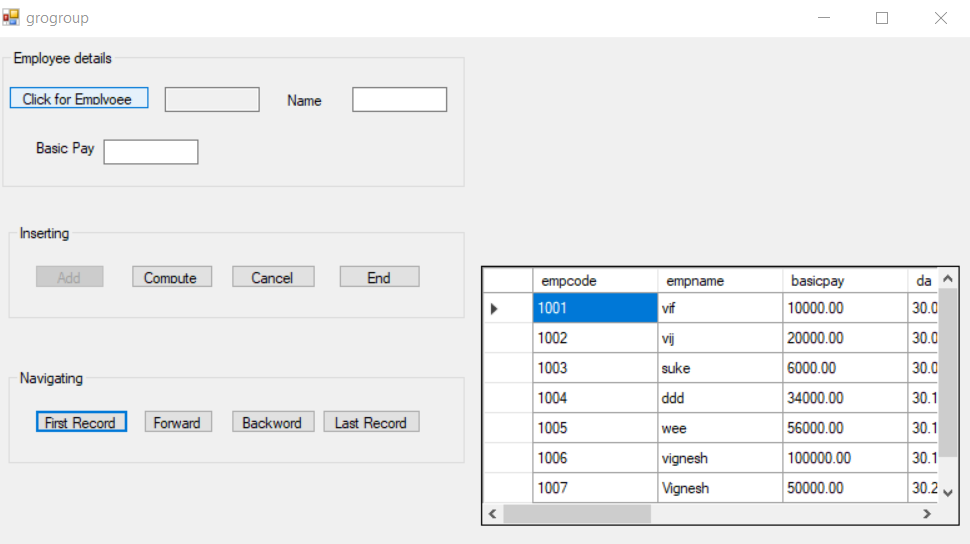 grogroup
Employee details
Click for Emplyoee
Name
Basic Pay
Inserting
Add Compute Cancel End
Navigating
First Record Forward Backword Last Record
empcode empname basicpay da
1001 vif 10000.00 30.0
1002 vij 20000.00 30.0
1003 suke 6000.00 30.0
1004 ddd 34000.00 30.1
1005 wee 56000.00 30.1
1006 vignesh 100000.00 30.1
1007 Vignesh 50000.00 30.2